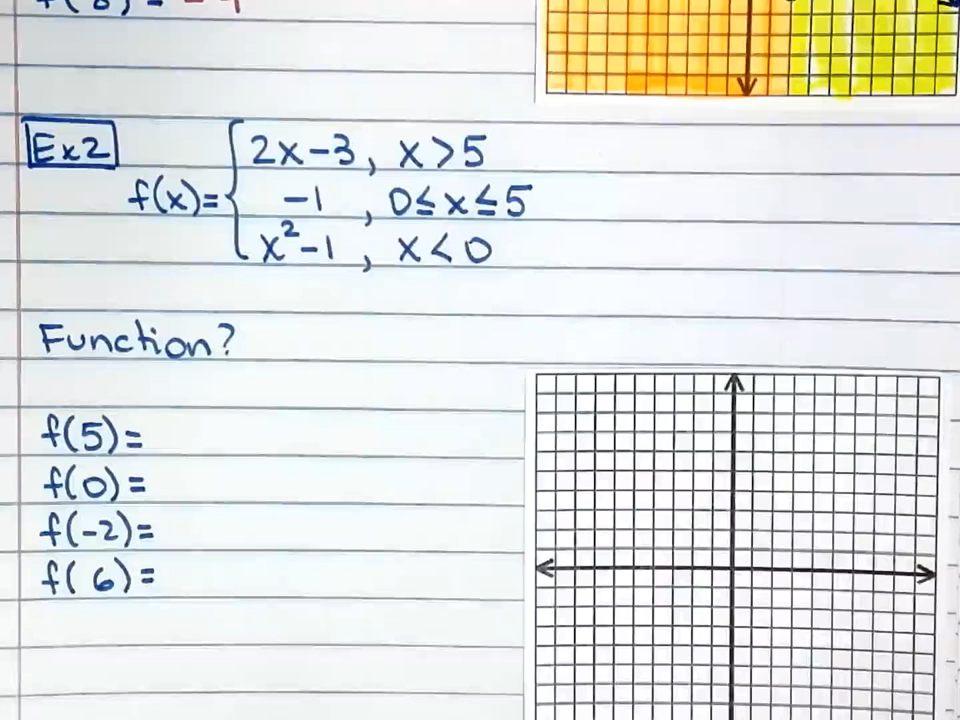 Ex2
f(x)= { 2x-3, x>5
-1, 0≤x≤5
x²-1, x<0
Function?
f(5)=
f(0)=
f(-2)=
f(6)=